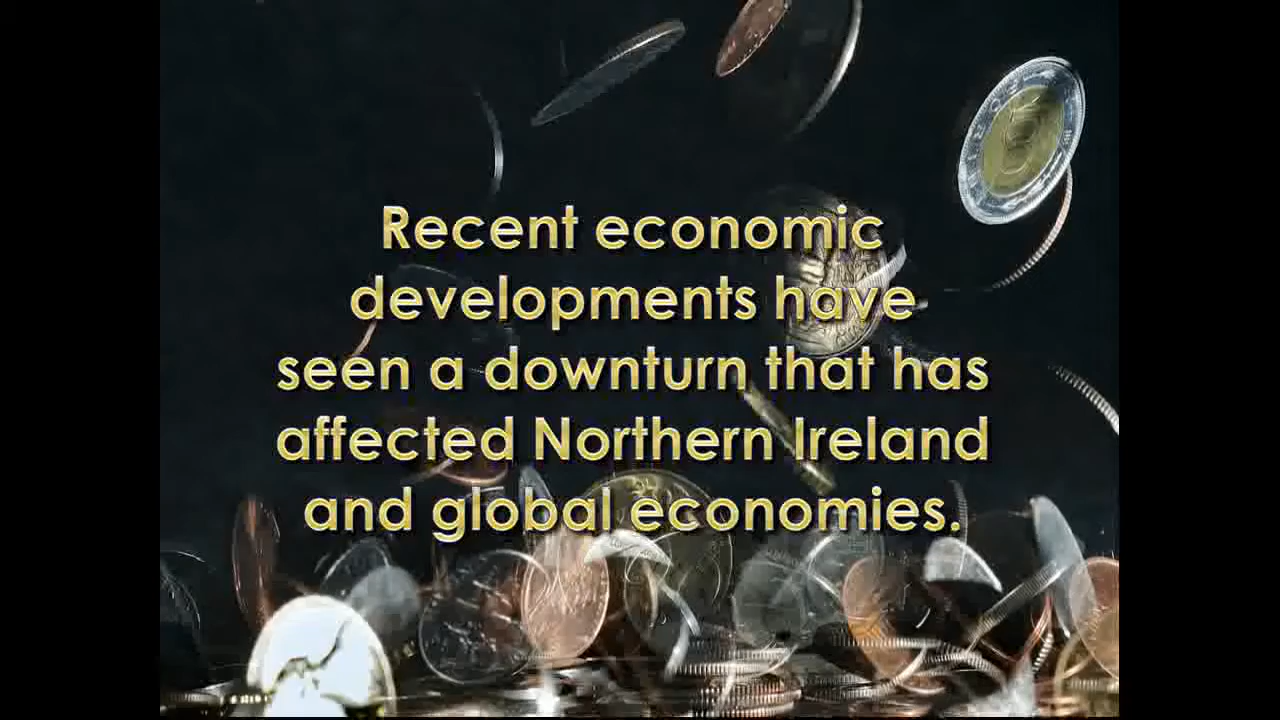 Recent economic
developments have
seen a downturn that has
affected Northern Ireland
and global economies.